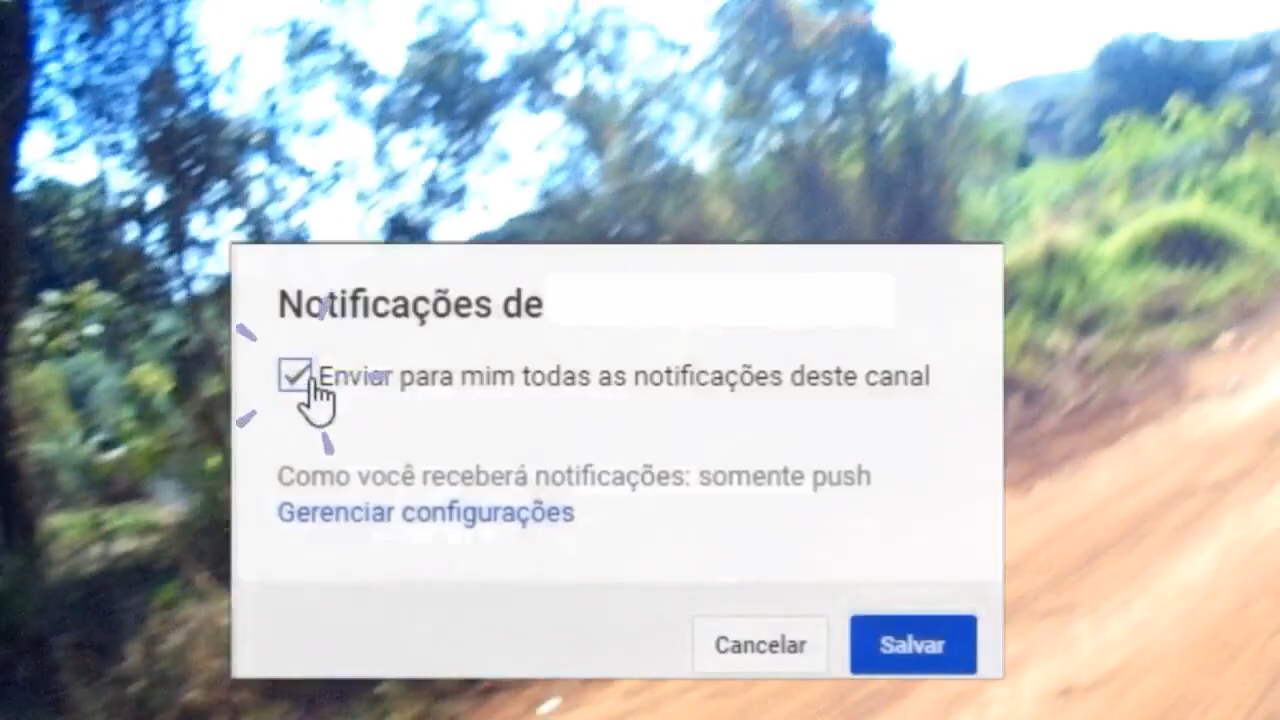 Notificações de
Enviar para mim todas as notificações deste canal
Como você receberá notificações: somente push
Gerenciar configurações
Cancelar
Salvar